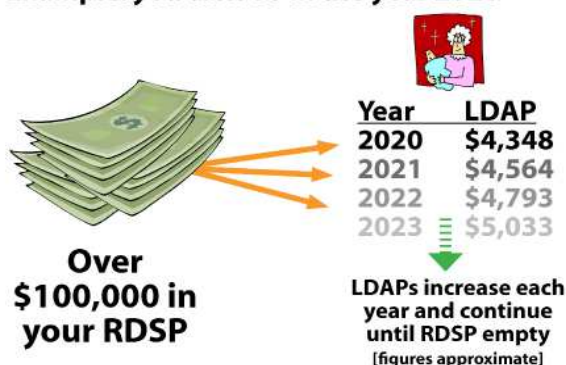 Year LDAP
2020 $4,348
2021 $4,564
2022 $4,793
2023 $5,033
Over
$100,000 in
your RDSP
LDAPs increase each
year and continue
until RDSP empty
[figures approximate]